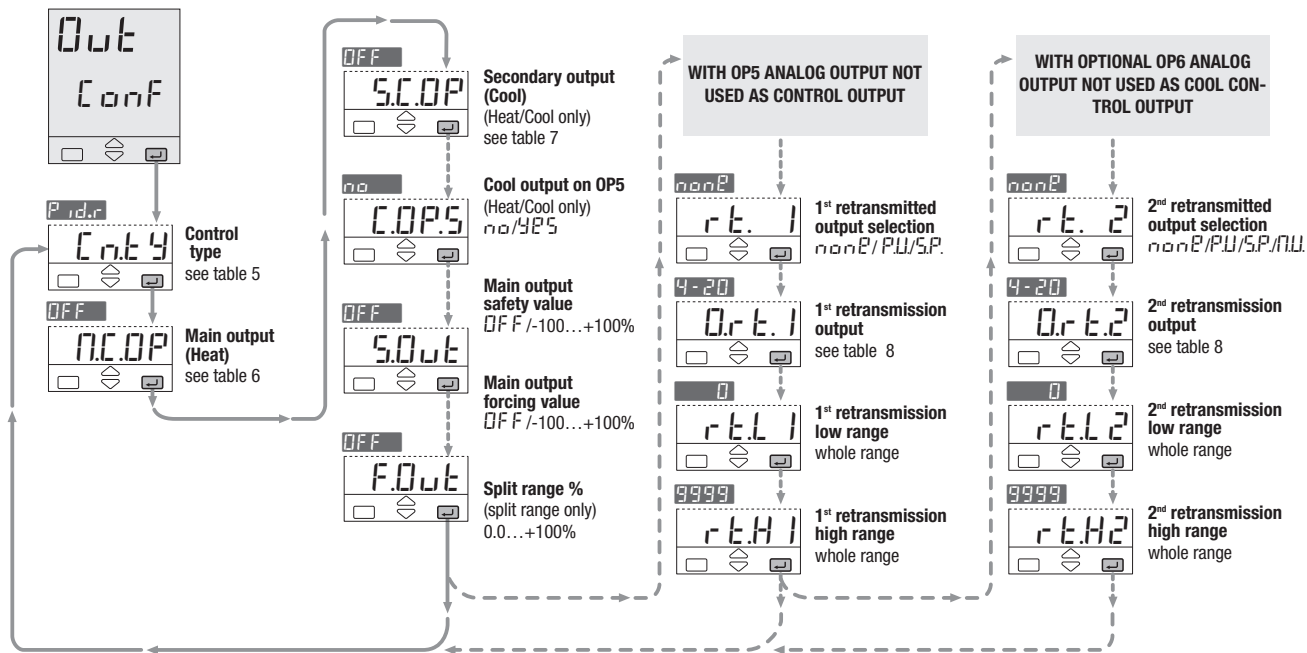 Out
Conf
Pid.r
Cn.tY
Control
type
see table 5
OFF
M.C.OP
Main output
(Heat)
see table 6
OFF
S.C.OP
Secondary output
(Cool)
(Heat/Cool only)
see table 7
no
C.OP.5
Cool output on OP5
(Heat/Cool only)
no/YES
OFF
S.Out
Main output
safety value
OFF/-100…+100%
Main output
forcing value
OFF/-100…+100%
OFF
F.Out
Split range %
(split range only)
0.0…+100%
WITH OP5 ANALOG OUTPUT NOT
USED AS CONTROL OUTPUT
none
rt. 1
1st retransmitted
output selection
none/P.V./S.P.
4-20
O.rt.1
1st retransmission
output
see table 8
0
rt.L1
1st retransmission
low range
whole range
9999
rt.H1
1st retransmission
high range
whole range
WITH OPTIONAL OP6 ANALOG
OUTPUT NOT USED AS COOL CON-
TROL OUTPUT
none
rt. 2
2nd retransmitted
output selection
none/P.V./S.P./M.V.
4-20
O.rt.2
2nd retransmission
output
see table 8
0
rt.L2
2nd retransmission
low range
whole range
9999
rt.H2
2nd retransmission
high range
whole range